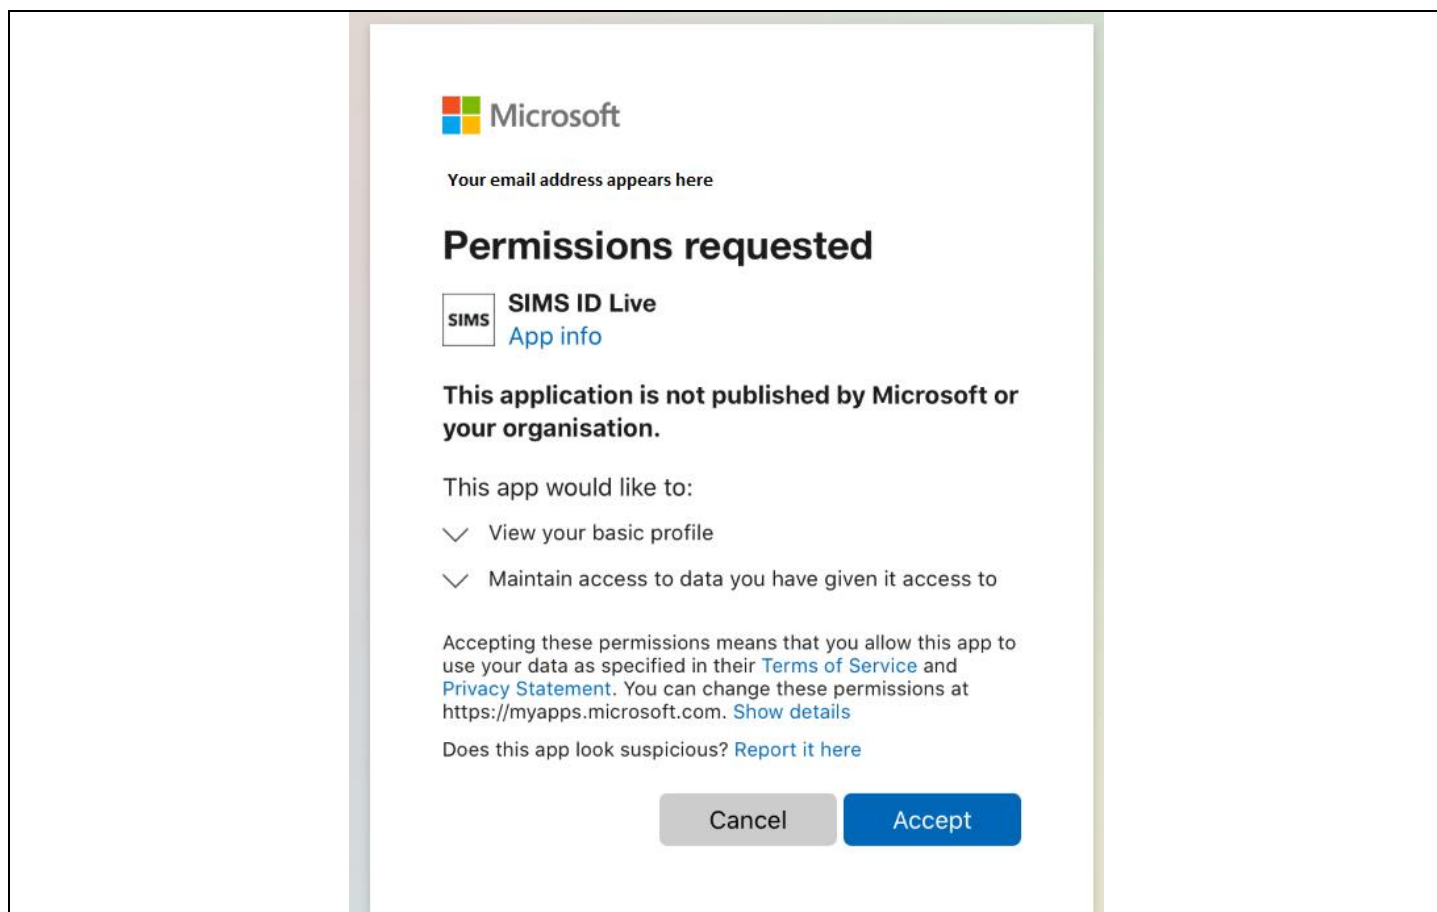 Microsoft
Your email address appears here
Permissions requested
SIMS
SIMS ID Live
App info
This application is not published by Microsoft or
your organisation.
This app would like to:
View your basic profile
Maintain access to data you have given it access to
Accepting these permissions means that you allow this app to
use your data as specified in their Terms of Service and
Privacy Statement. You can change these permissions at
https://myapps.microsoft.com. Show details
Does this app look suspicious? Report it here
Cancel Accept